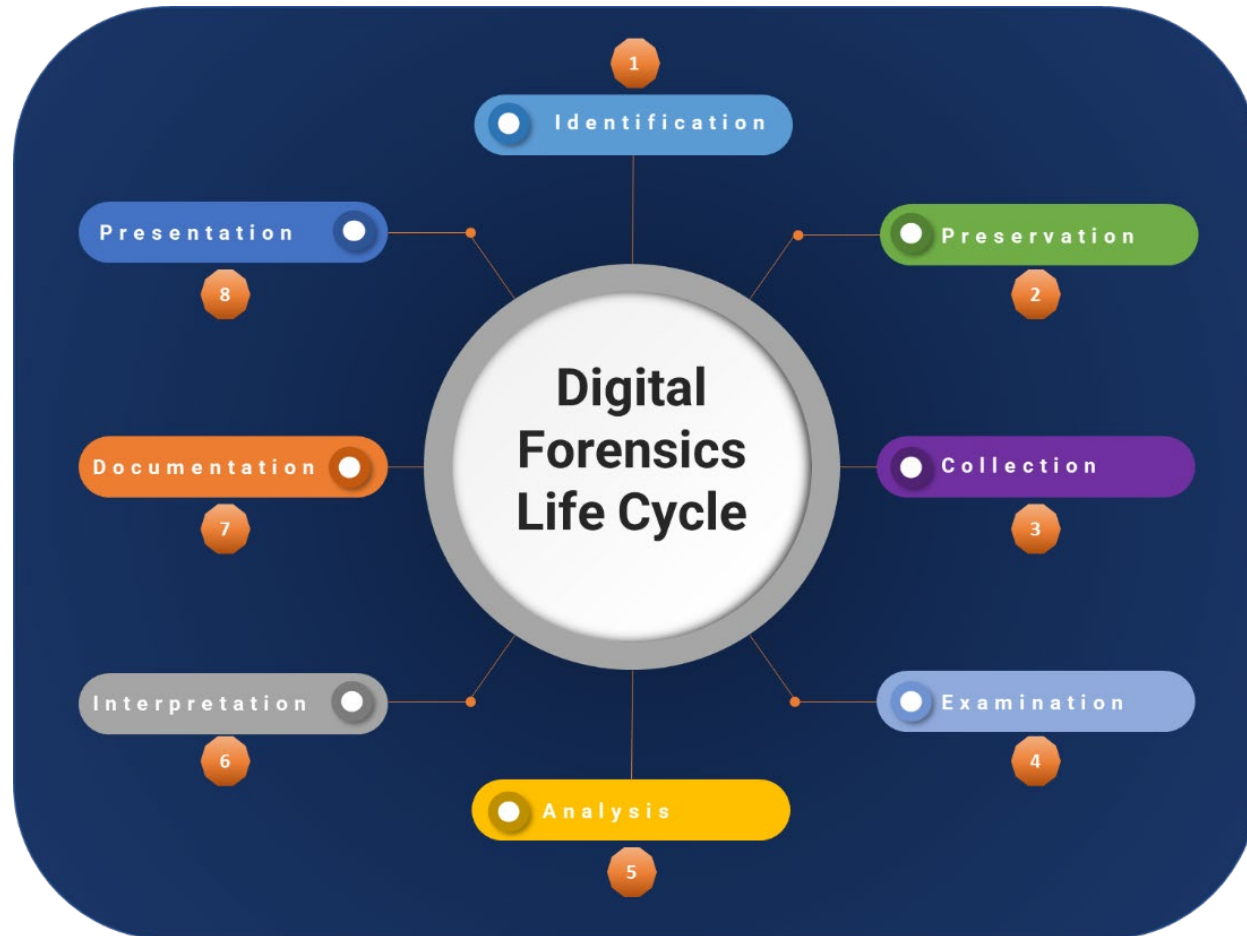 1
Identification
Presentation
8
Preservation
2
Digital
Forensics
Life Cycle
Documentation
7
Collection
3
Interpretation
6
Examination
4
Analysis
5